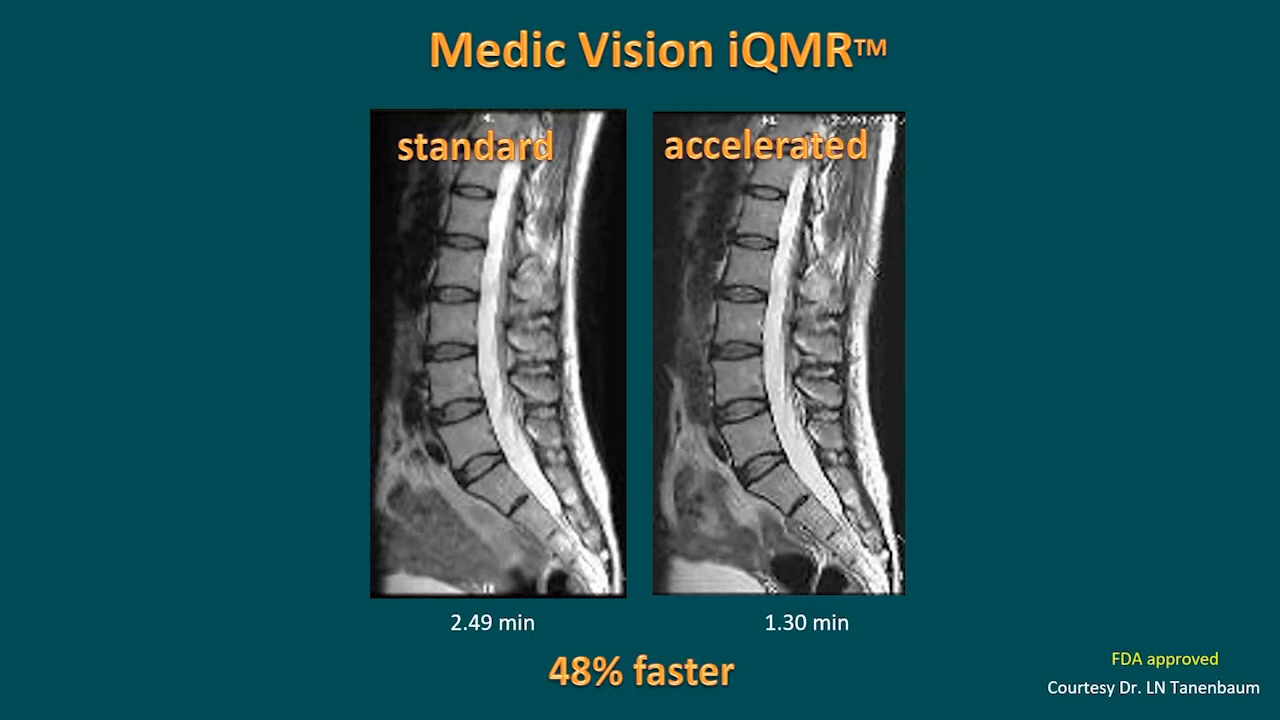 Medic Vision iQMR™
standard
accelerated
2.49 min
1.30 min
48% faster
FDA approved
Courtesy Dr. LN Tanenbaum